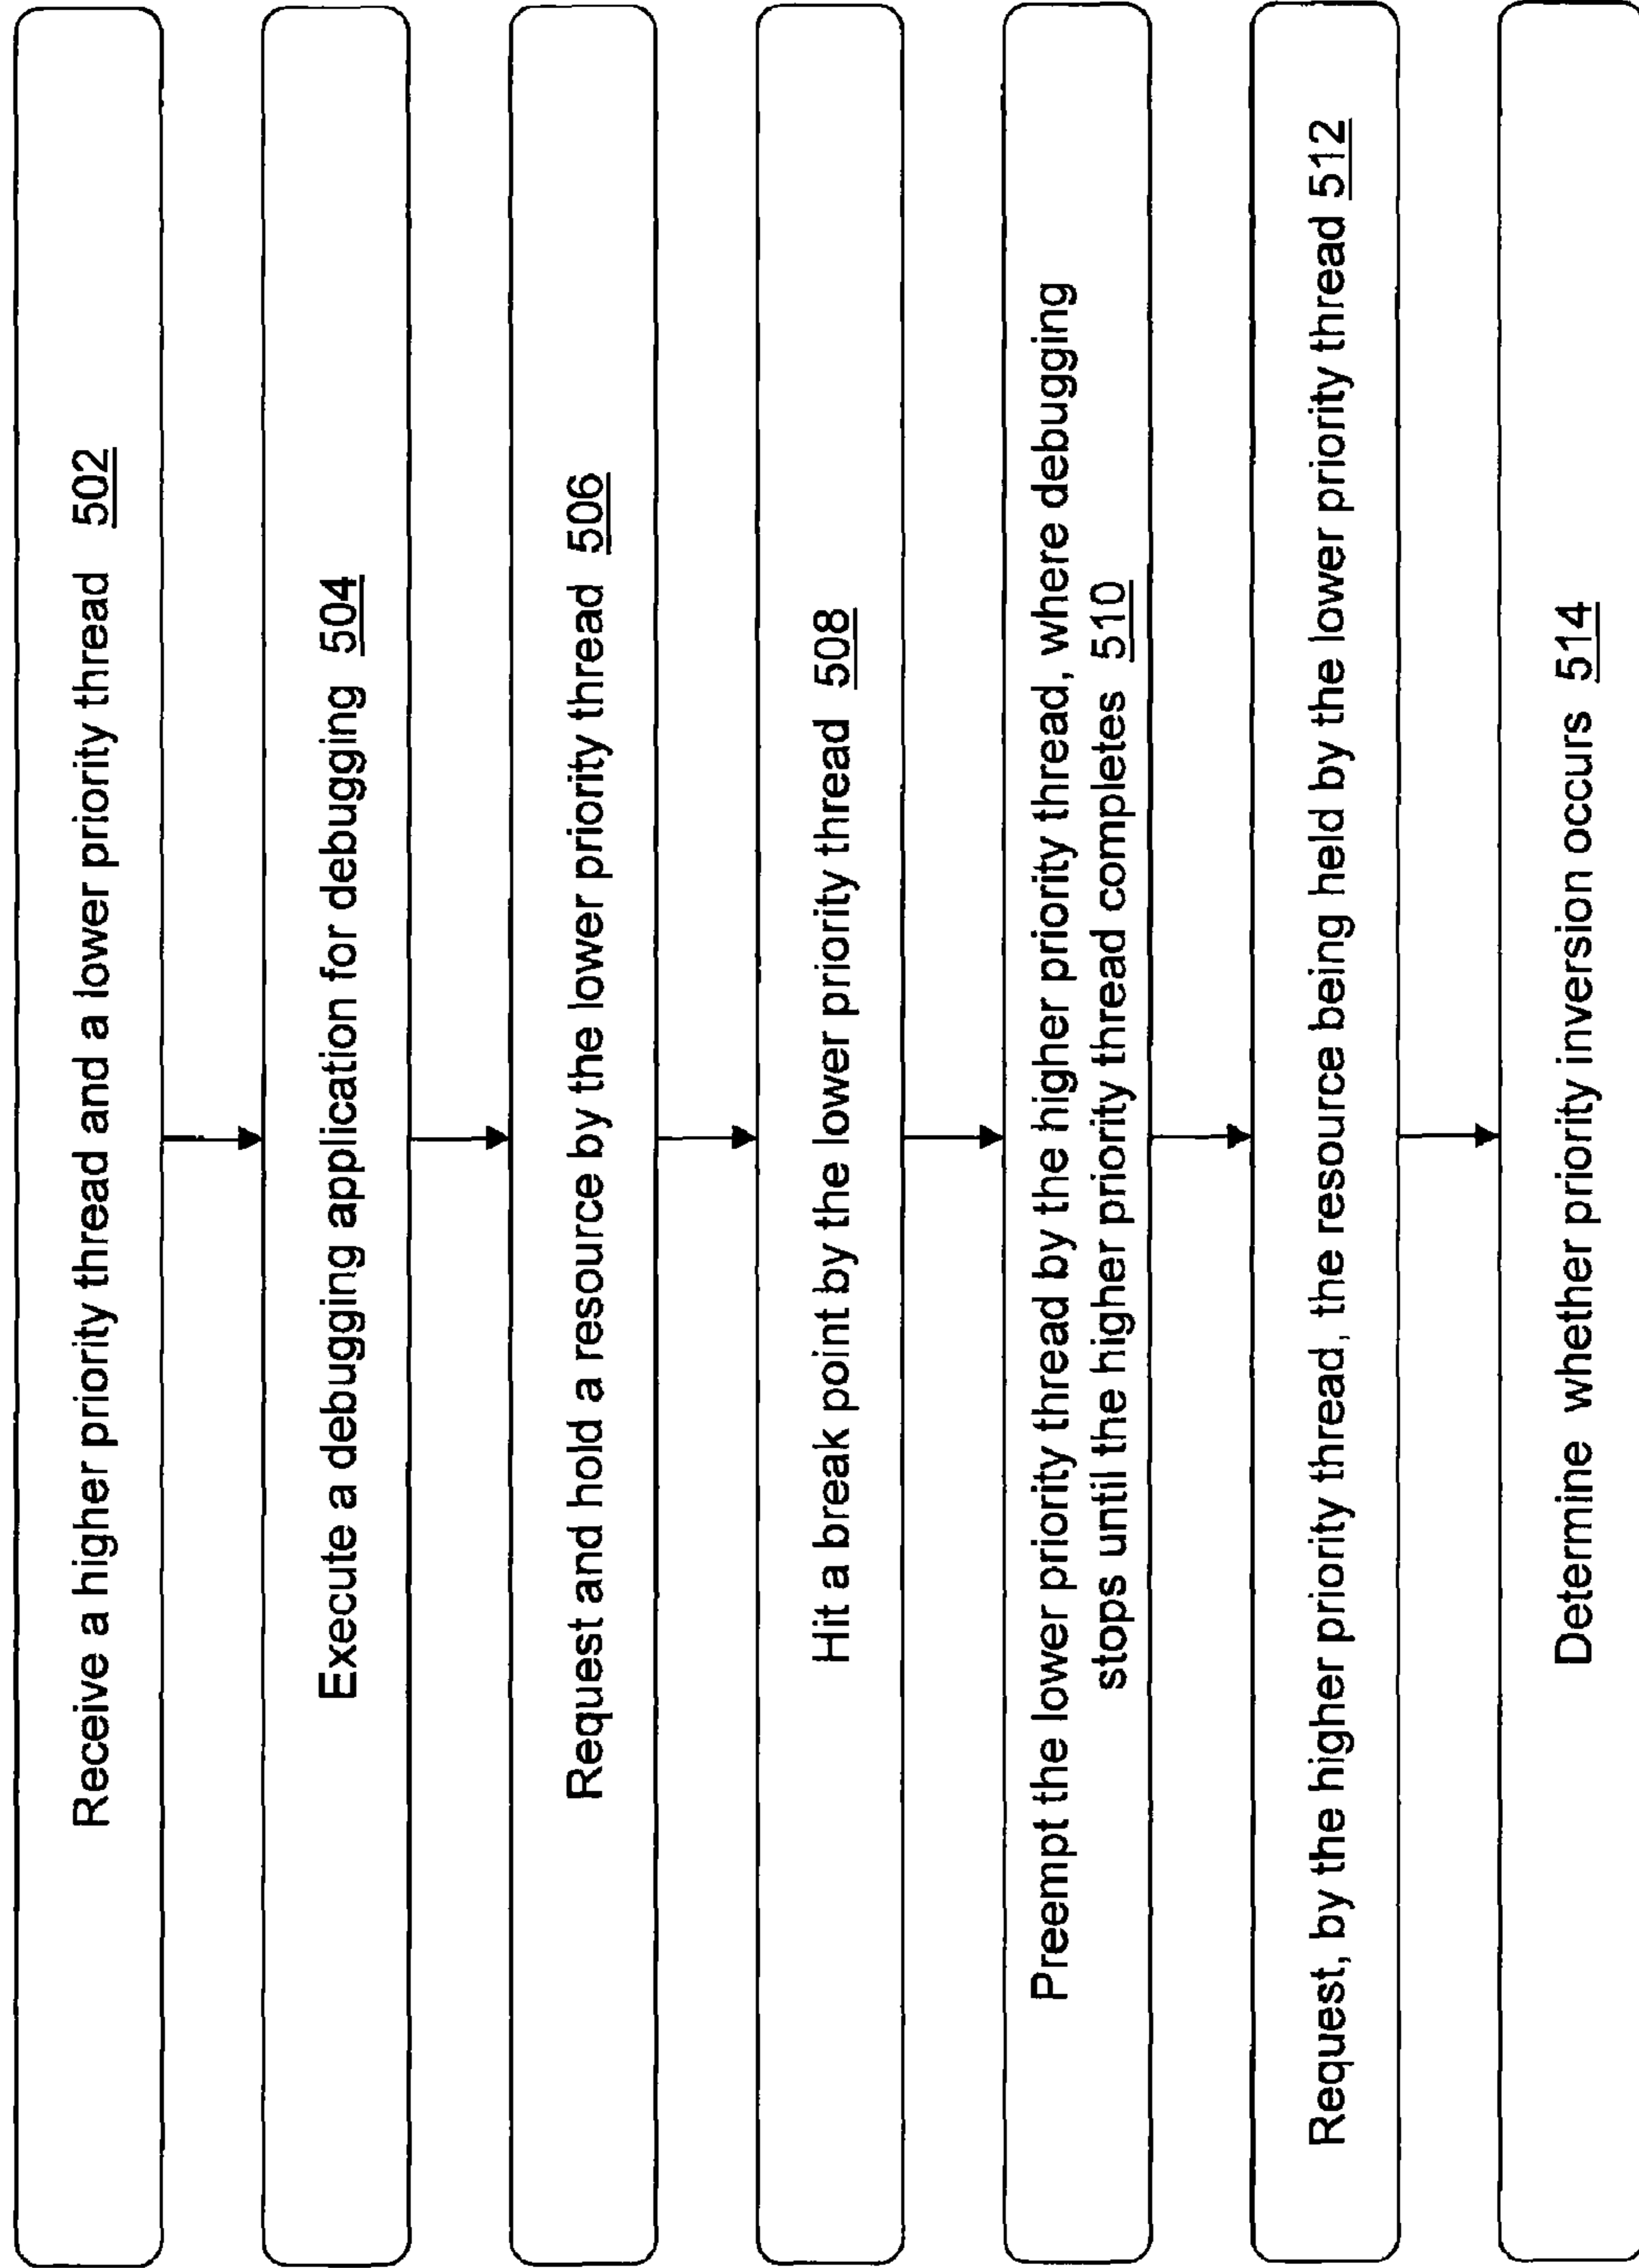 Receive a higher priority thread and a lower priority thread 502
Execute a debugging application for debugging 504
Request and hold a resource by the lower priority thread 506
Hit a break point by the lower priority thread 508
Preempt the lower priority thread by the higher priority thread, where debugging
stops until the higher priority thread completes 510
Request, by the higher priority thread, the resource being held by the lower priority thread 512
Determine whether priority inversion occurs 514